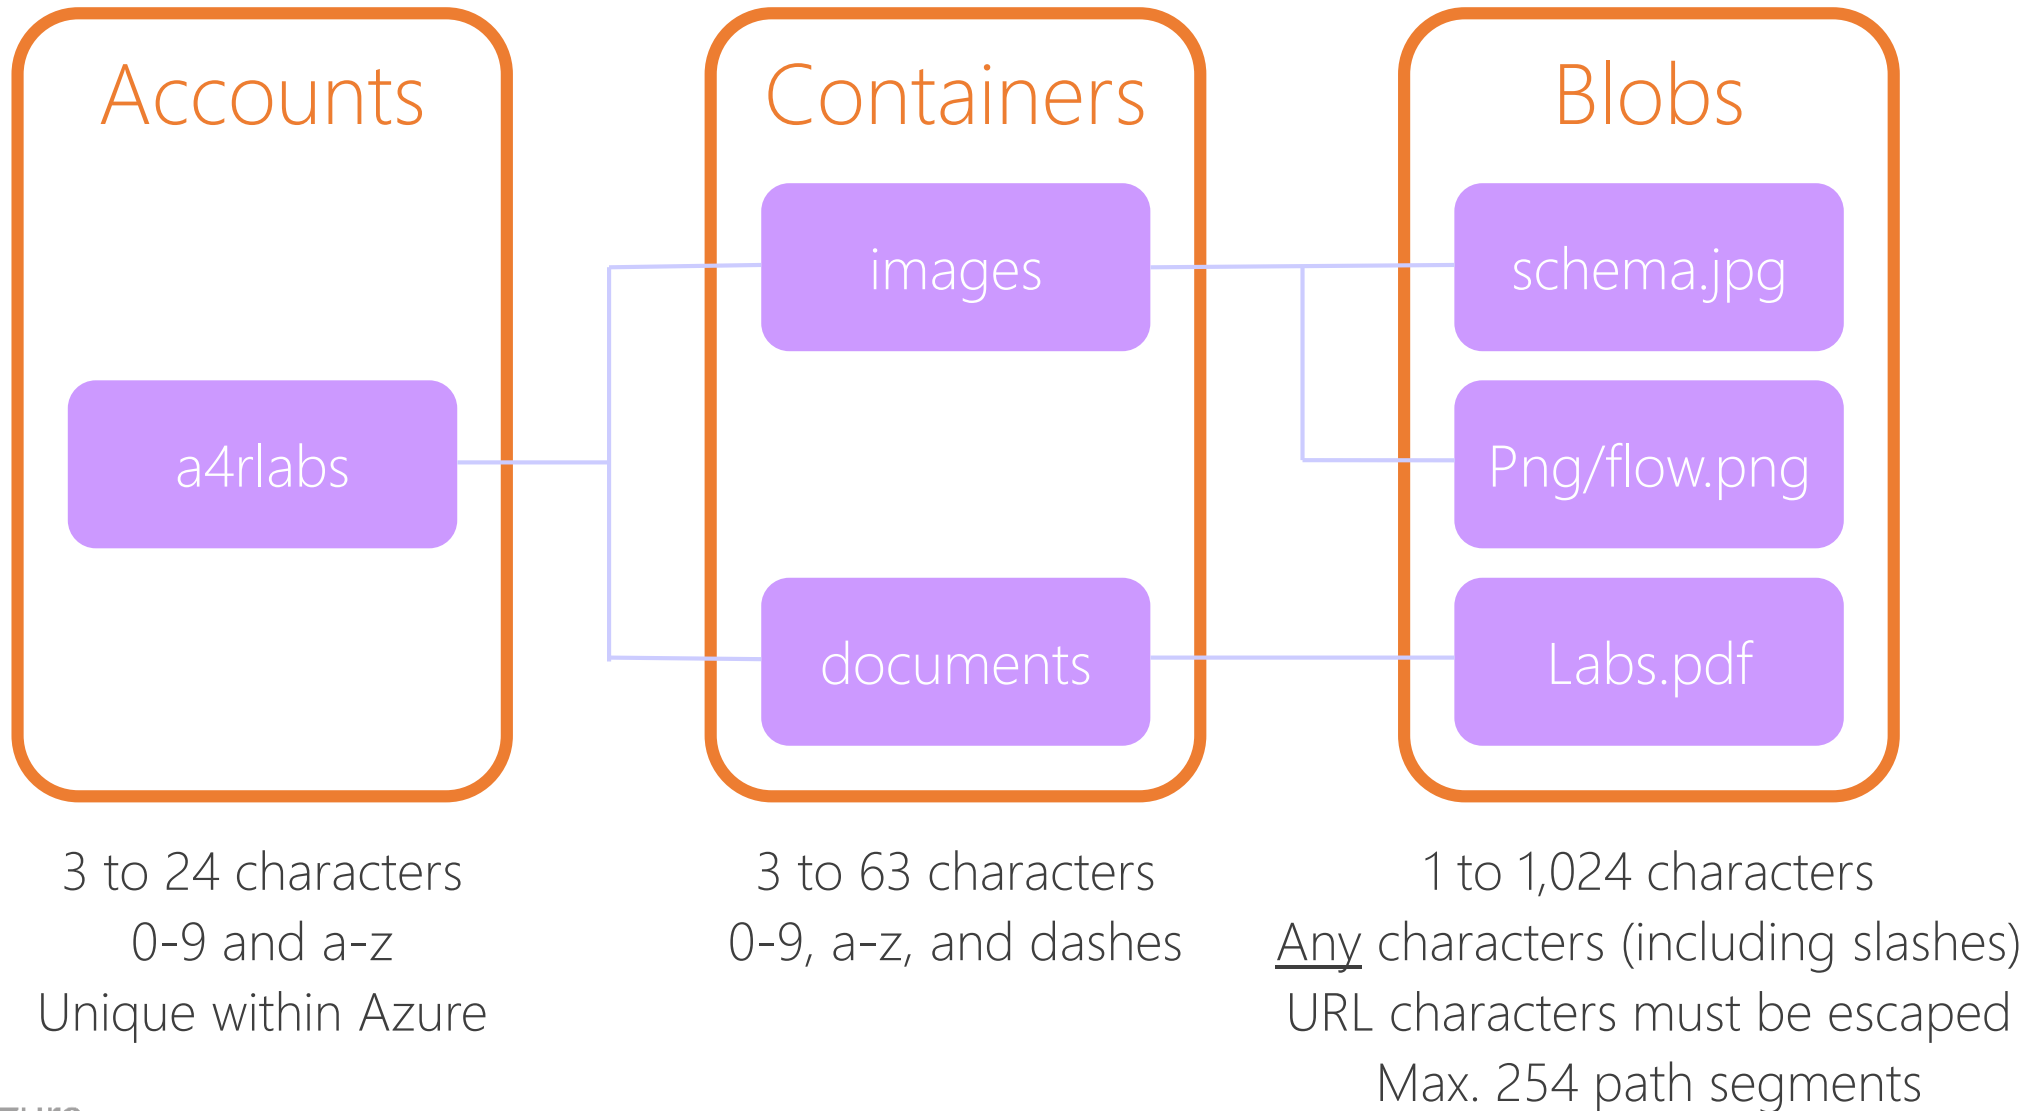 Accounts
Containers
Blobs
images
schema.jpg
a4rlabs
Png/flow.png
documents
Labs.pdf
3 to 24 characters
0-9 and a-z
Unique within Azure
3 to 63 characters
0-9, a-z, and dashes
1 to 1,024 characters
Any characters (including slashes)
URL characters must be escaped
Max. 254 path segments